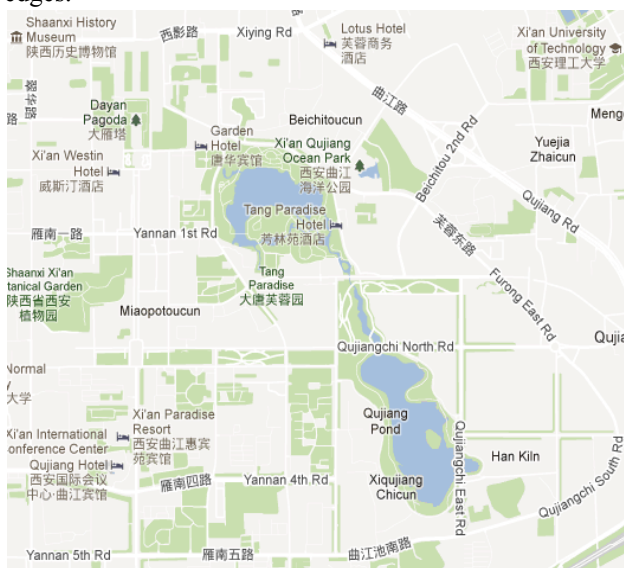 edges.
Shaanxi History
Museum
陕西历史博物馆
西影路
Xiying Rd
Lotus Hotel
芙蓉商务
酒店
Xi'an University
of Technology
西安理工大学
翠华路
曲江路
路
Dayan
Pagoda
大雁塔
Beichitoucun
Beichitou 2nd Rd
Meng
Garden
Hotel
唐华宾馆
Xi'an Qujiang
Ocean Park
西安曲江
海洋公园
Yuejia
Zhaicun
Xi'an Westin
Hotel
威斯汀酒店
Qujiang Rd
Tang Paradise
Hotel
芳林苑酒店
芙蓉东路
雁南一路
Yannan 1st Rd
Furong East Rd
Shaanxi Xi'an
tanical Garden
陕西省西安
植物园
Tang
Paradise
大唐芙蓉园
Miaopotoucun
Qujiangchi North Rd
Quji
Normal
y
大学
Qujiang
Pond
Xi'an Paradise
Resort
西安曲江惠宾
苑宾馆
Xi'an International
onference Center
Qujiang Hotel
西安国际会议
中心·曲江宾馆
Qujiangchi East Rd
Han Kiln
Qujiangchi South Rd
Xiqujiang
Chicun
雁南四路
Yannan 4th Rd
Yannan 5th Rd
雁南五路
曲江池南路